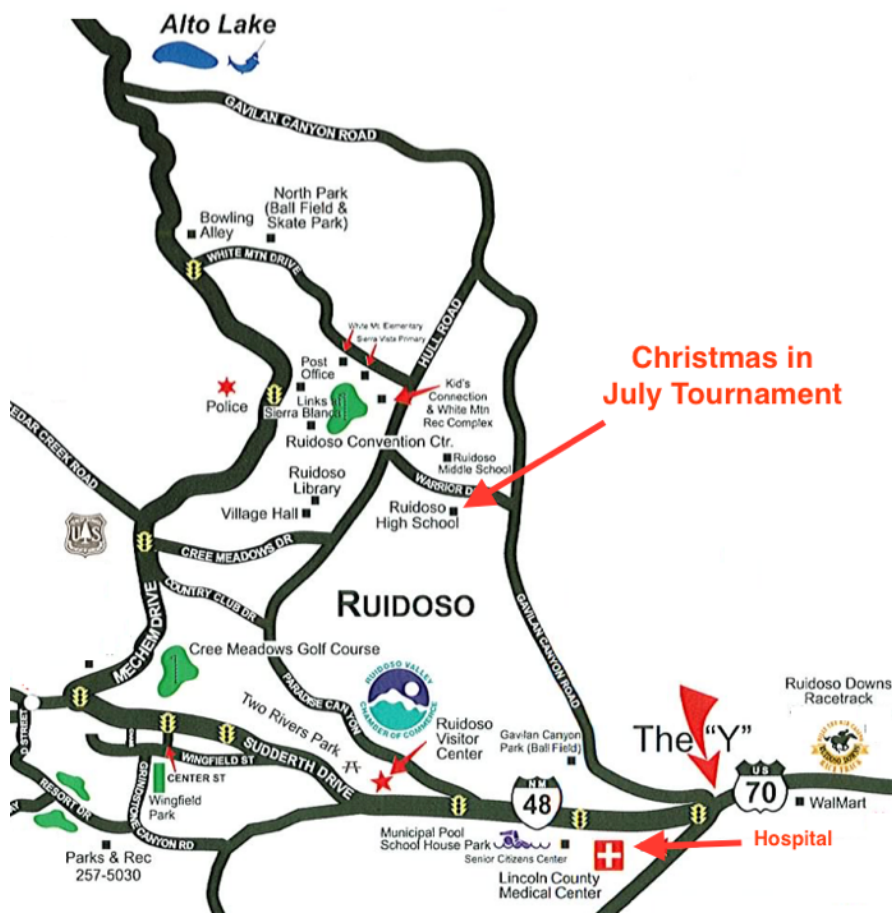 Alto Lake
GAVILAN CANYON ROAD
North Park
(Ball Field &
Skate Park)
Bowling
Alley
WHITE MTN DRIVE
HULL ROAD
White Mt. Elementary
Sierra Vista Primary
Christmas in
July Tournament
Post
Office
Police
Links
Sierra Blanca
Kid's
Connection
& White Mtn
Rec Complex
Ruidoso Convention Ctr.
CEDAR CREEK ROAD
Ruidoso
Middle School
WARRIOR D
Ruidoso
Library
Village Hall
Ruidoso
High School
U S
CREE MEADOWS DR
COUNTRY CLUB DR
RUIDOSO
MECHEM DRIVE
GAVILAN CANYON ROAD
Cree Meadows Golf Course
PARADISE CANYON
RUIDOSO VALLEY
CHAMBER OF COMMERCE
Ruidoso Downs
Racetrack
Two Rivers Park
Ruidoso
Visitor
Center
Gavilan Canyon
Park (Ball Field)
The "Y"
RUIDOSO DOWNS
RACE TRACK
D STREET
SUDDERTH DRIVE
WINGFIELD ST
CENTER ST
NM
48
US
70
WalMart
RESORT DR
GRINDSTONE CANYON RD
Wingfield
Park
Municipal Pool
School House Park
Senior Citizens Center
Hospital
Parks & Rec
257-5030
Lincoln County
Medical Center